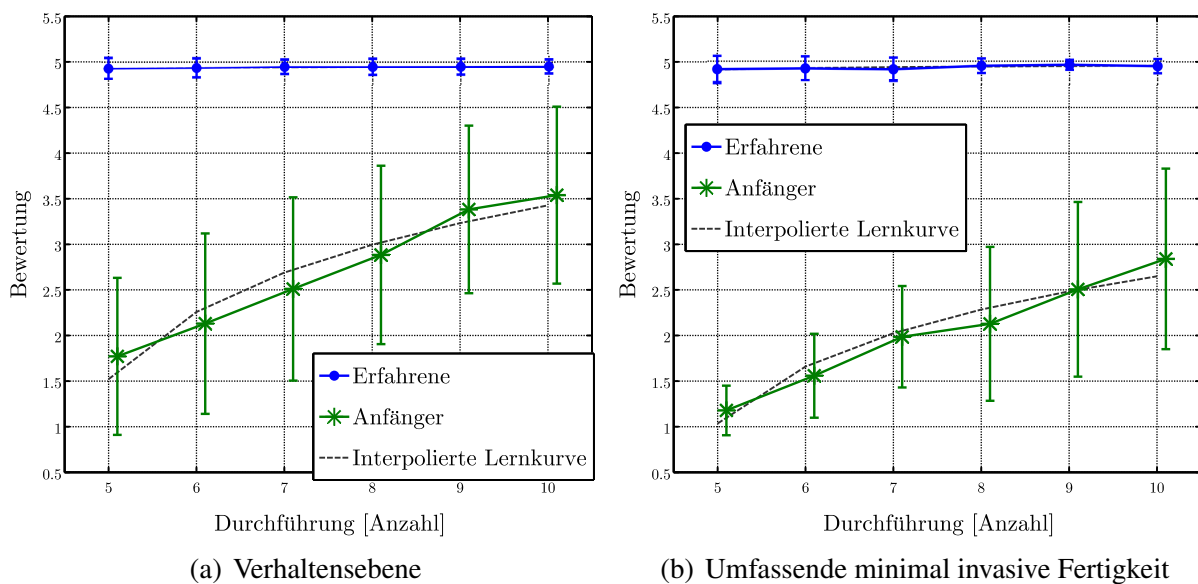 5.5
5
4.5
4
3.5
3
2.5
2
1.5
1
0.5
Bewertung
Erfahrene
Anfänger
Interpolierte Lernkurve
5 6 7 8 9 10
Durchführung [Anzahl]
(a) Verhaltensebene
5.5
5
4.5
4
3.5
3
2.5
2
1.5
1
0.5
Bewertung
Erfahrene
Anfänger
Interpolierte Lernkurve
5 6 7 8 9 10
Durchführung [Anzahl]
(b) Umfassende minimal invasive Fertigkeit